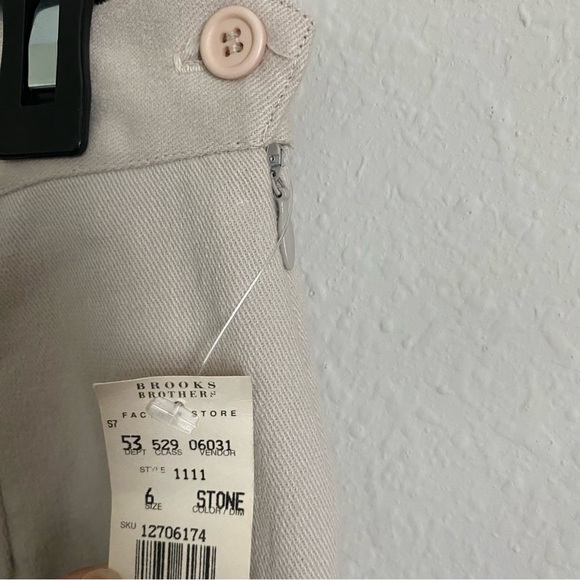 BROOKS
BROTHERS
FACTORY STORE
57
53 529 06031
DEPT CLASS VENDOR
STYLE 1111
6 STONE
SIZE COLOR / DIM
SKU 12706174